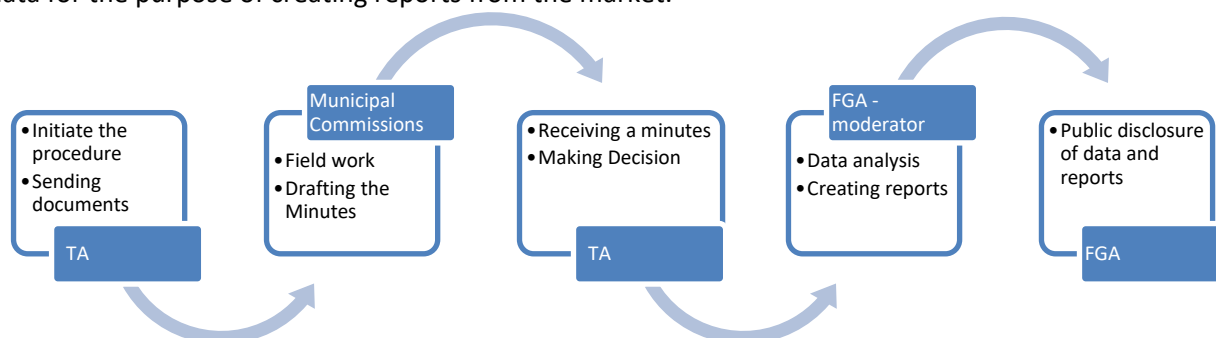 data for the purpose of creating reports from the market.
•Initiate the
procedure
•Sending
documents
TA
Municipal
Commissions
•Field work
•Drafting the
Minutes
•Receiving a minutes
•Making Decision
TA
FGA -
moderator
•Data analysis
•Creating reports
•Public disclosure
of data and
reports
FGA